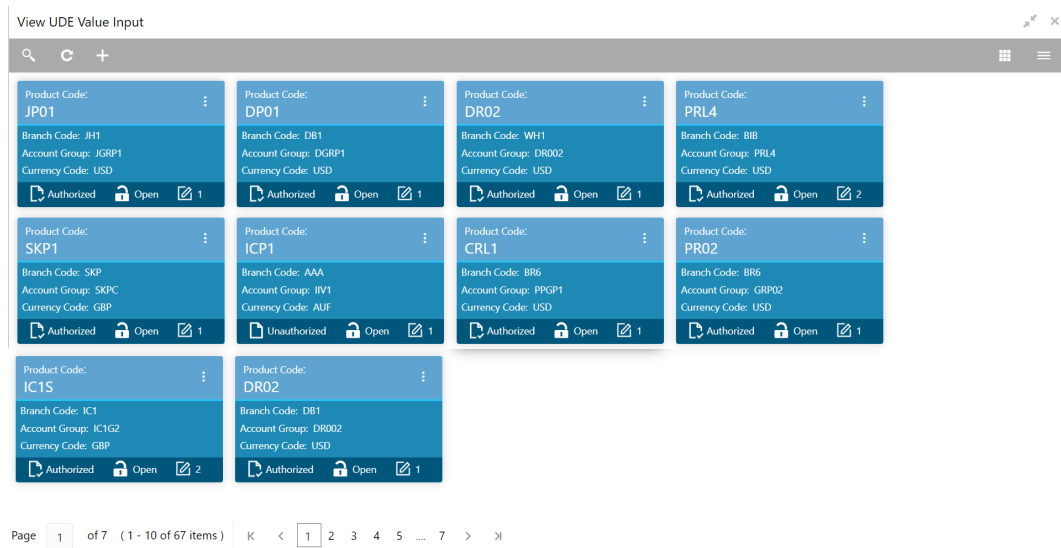 View UDE Value Input
Product Code:
JP01
Branch Code: JH1
Account Group: JGRP1
Currency Code: USD
Authorized Open 1
Product Code:
DP01
Branch Code: DB1
Account Group: DGRP1
Currency Code: USD
Authorized Open 1
Product Code:
DR02
Branch Code: WH1
Account Group: DR002
Currency Code: USD
Authorized Open 1
Product Code:
PRL4
Branch Code: BIB
Account Group: PRL4
Currency Code: USD
Authorized Open 2
Product Code:
SKP1
Branch Code: SKP
Account Group: SKPC
Currency Code: GBP
Authorized Open 1
Product Code:
ICP1
Branch Code: AAA
Account Group: IIV1
Currency Code: AUF
Unauthorized Open 1
Product Code:
CRL1
Branch Code: BR6
Account Group: PPGP1
Currency Code: USD
Authorized Open 1
Product Code:
PR02
Branch Code: BR6
Account Group: GRP02
Currency Code: USD
Authorized Open 1
Product Code:
IC1S
Branch Code: IC1
Account Group: IC1G2
Currency Code: GBP
Authorized Open 2
Product Code:
DR02
Branch Code: DB1
Account Group: DR002
Currency Code: USD
Authorized Open 1
Page 1 of 7 (1 - 10 of 67 items) 1 2 3 4 5 .... 7